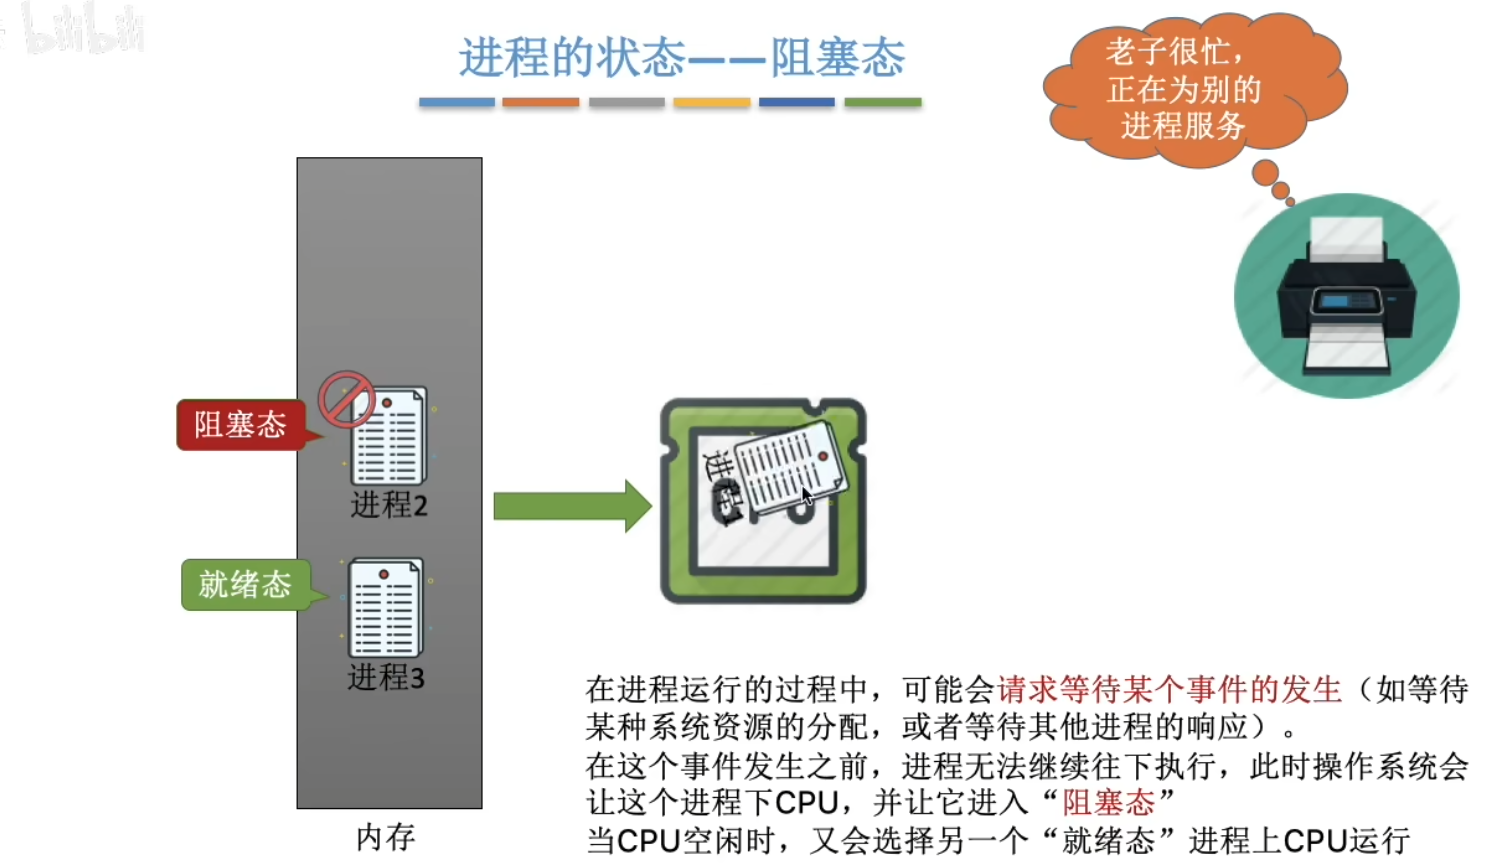 bilibili
进程的状态——阻塞态
老子很忙，
正在为别的
进程服务
阻塞态
进程2
进程1
CPU
就绪态
进程3
内存
在进程运行的过程中，可能会请求等待某个事件的发生（如等待
某种系统资源的分配，或者等待其他进程的响应）。
在这个事件发生之前，进程无法继续往下执行，此时操作系统会
让这个进程下CPU，并让它进入“阻塞态”
当CPU空闲时，又会选择另一个“就绪态”进程上CPU运行